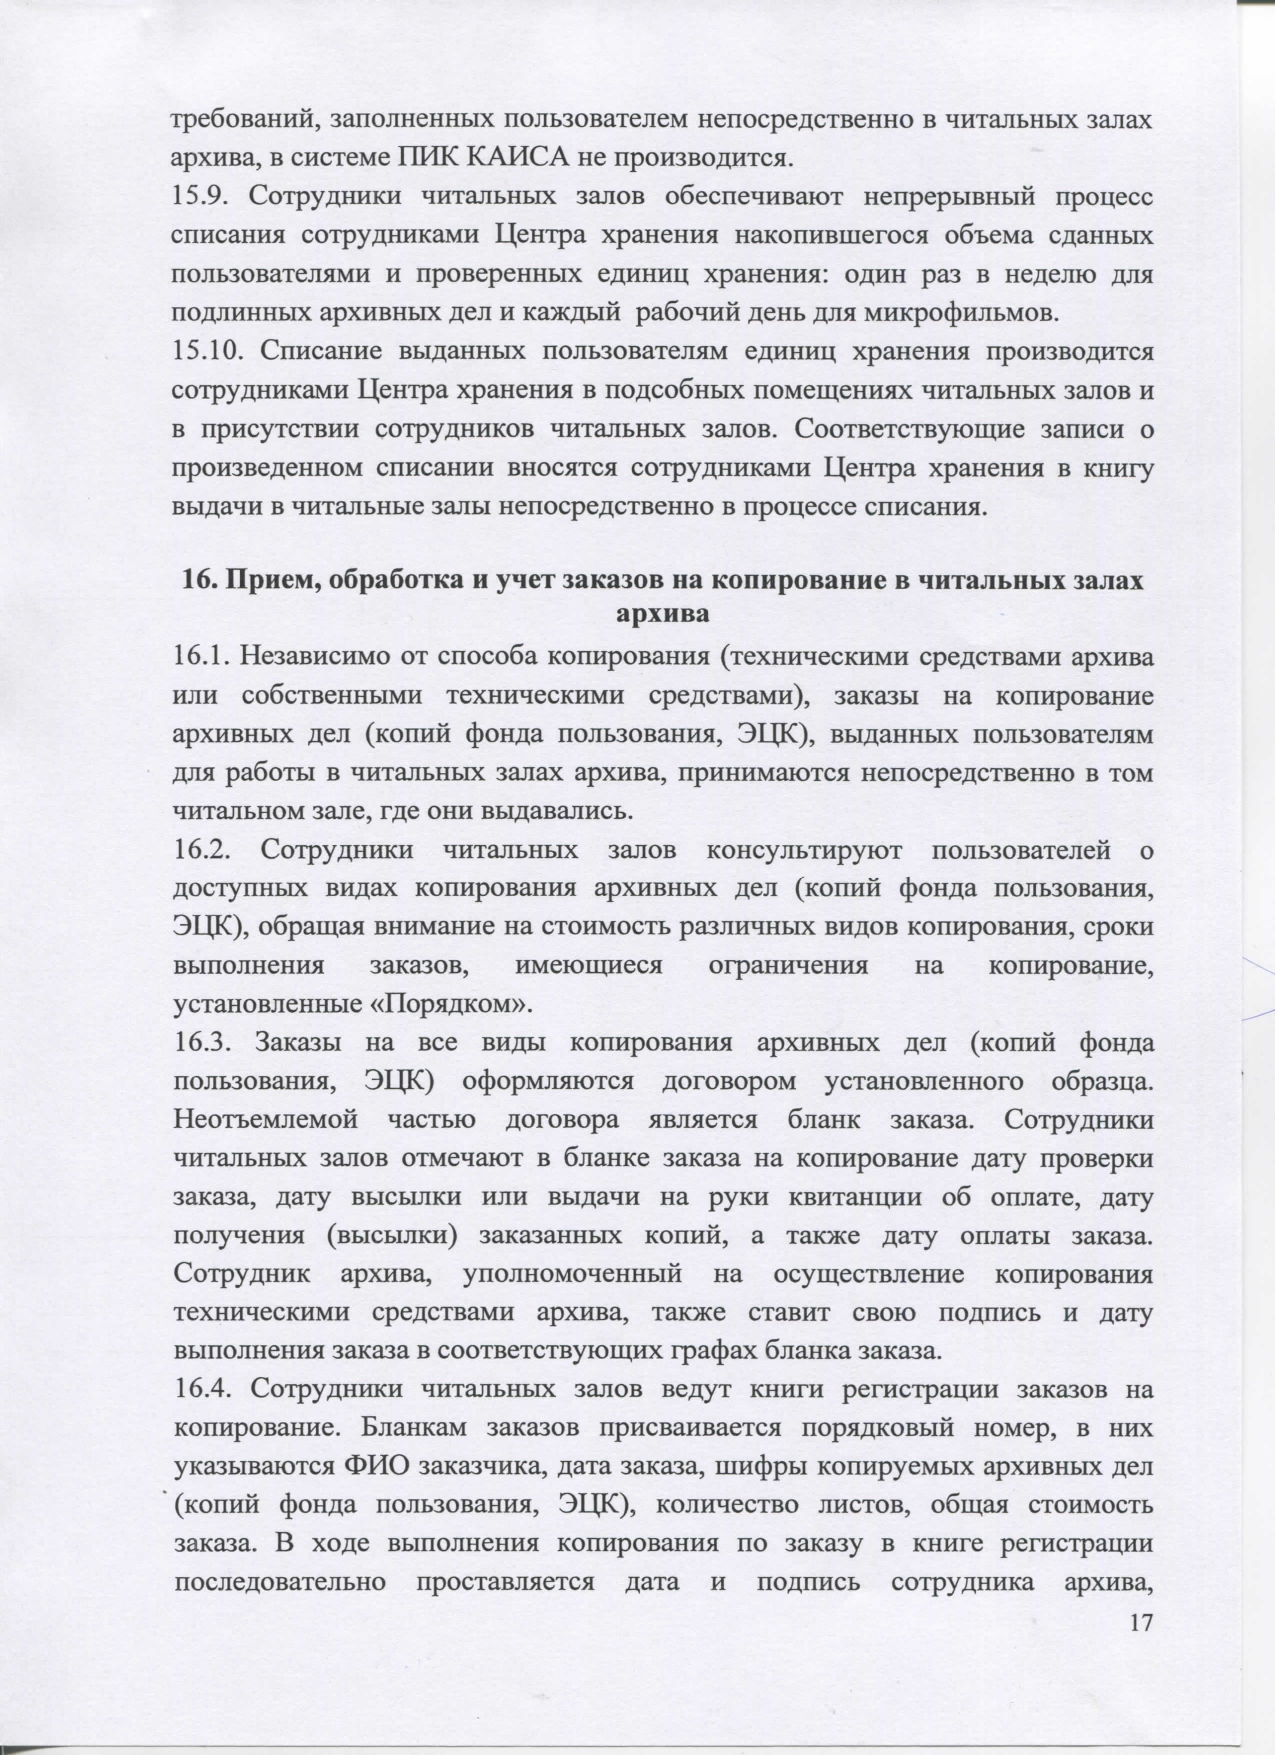 требований, заполненных пользователем непосредственно в читальных залах
архива, в системе ПИК КАИСА не производится.
15.9. Сотрудники читальных залов обеспечивают непрерывный процесс
списания сотрудниками Центра хранения накопившегося объема сданных
пользователями и проверенных единиц хранения: один раз в неделю для
подлинных архивных дел и каждый  рабочий день для микрофильмов.
15.10. Списание выданных пользователям единиц хранения производится
сотрудниками Центра хранения в подсобных помещениях читальных залов и
в присутствии сотрудников читальных залов. Соответствующие записи о
произведенном списании вносятся сотрудниками Центра хранения в книгу
выдачи в читальные залы непосредственно в процессе списания.
16. Прием, обработка и учет заказов на копирование в читальных залах
архива
16.1. Независимо от способа копирования (техническими средствами архива
или собственными техническими средствами), заказы на копирование
архивных дел (копий фонда пользования, ЭЦК), выданных пользователям
для работы в читальных залах архива, принимаются непосредственно в том
читальном зале, где они выдавались.
16.2. Сотрудники читальных залов консультируют пользователей о
доступных видах копирования архивных дел (копий фонда пользования,
ЭЦК), обращая внимание на стоимость различных видов копирования, сроки
выполнения заказов, имеющиеся ограничения на копирование,
установленные «Порядком».
16.3. Заказы на все виды копирования архивных дел (копий фонда
пользования, ЭЦК) оформляются договором установленного образца.
Неотъемлемой частью договора является бланк заказа. Сотрудники
читальных залов отмечают в бланке заказа на копирование дату проверки
заказа, дату высылки или выдачи на руки квитанции об оплате, дату
получения (высылки) заказанных копий, а также дату оплаты заказа.
Сотрудник архива, уполномоченный на осуществление копирования
техническими средствами архива, также ставит свою подпись и дату
выполнения заказа в соответствующих графах бланка заказа.
16.4. Сотрудники читальных залов ведут книги регистрации заказов на
копирование. Бланкам заказов присваивается порядковый номер, в них
указываются ФИО заказчика, дата заказа, шифры копируемых архивных дел
(копий фонда пользования, ЭЦК), количество листов, общая стоимость
заказа. В ходе выполнения копирования по заказу в книге регистрации
последовательно проставляется дата и подпись сотрудника архива,
17